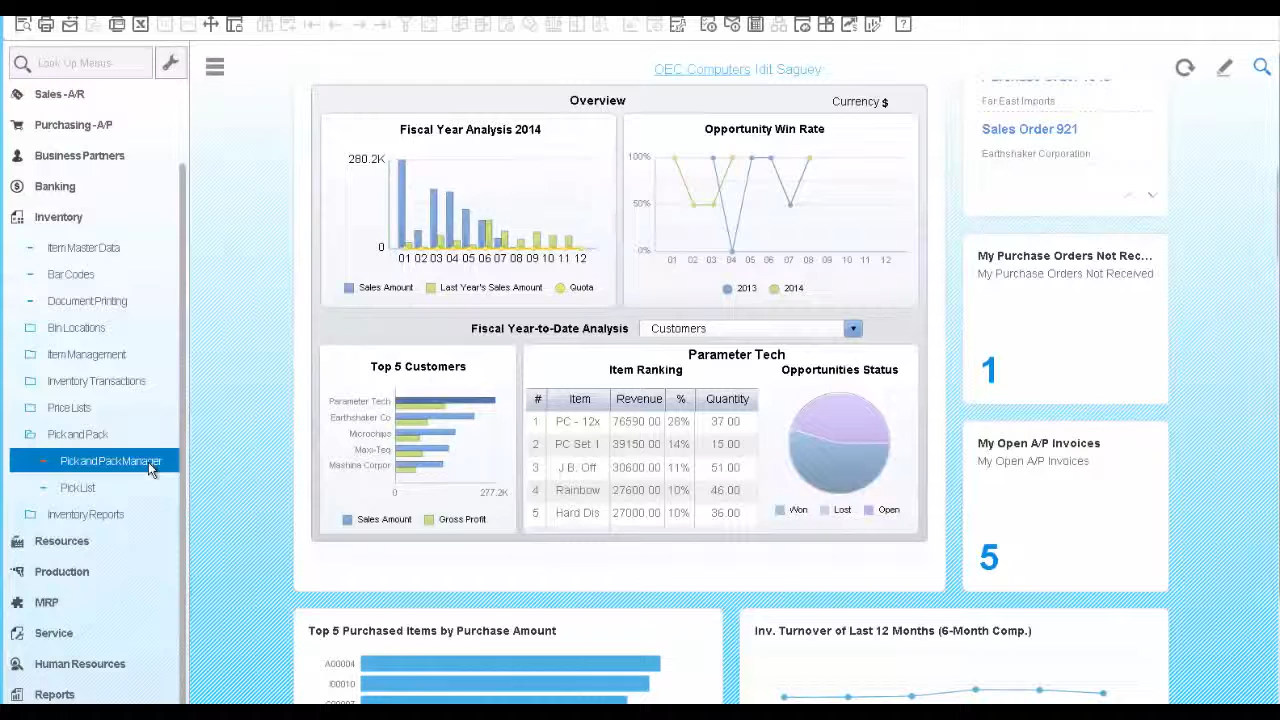 Look Up Menus
Sales - A/R
Purchasing - A/P
Business Partners
Banking
Inventory
Item Master Data
Bar Codes
Document Printing
Bin Locations
Item Management
Inventory Transactions
Price Lists
Pick and Pack
Pick and Pack Manager
Pick List
Inventory Reports
Resources
Production
MRP
Service
Human Resources
Reports
OEC Computers Idit Saguey
Overview
Currency $
Fiscal Year Analysis 2014
280.2K
0
01 02 03 04 05 06 07 08 09 10 11 12
Sales Amount Last Year's Sales Amount Quota
Opportunity Win Rate
100%
50%
0%
01 02 03 04 05 06 07 08 09 10 11 12
2013 2014
Fiscal Year-to-Date Analysis Customers
Top 5 Customers
Parameter Tech
Earthshaker Co
Microchips
Maxi-Teq
Mashina Corpor
0 277.2K
Sales Amount Gross Profit
Parameter Tech
Item Ranking
# Item Revenue % Quantity
1 PC - 12x 76590.00 28% 37.00
2 PC Set 1 39150.00 14% 15.00
3 J.B. Off 30600.00 11% 51.00
4 Rainbow 27600.00 10% 46.00
5 Hard Dis 27000.00 10% 36.00
Opportunities Status
Won Lost Open
Far East Imports
Sales Order 921
Earthshaker Corporation
My Purchase Orders Not Rec...
My Purchase Orders Not Received
1
My Open A/P Invoices
My Open A/P Invoices
5
Top 5 Purchased Items by Purchase Amount
A00004
I00010
Inv. Turnover of Last 12 Months (6-Month Comp.)